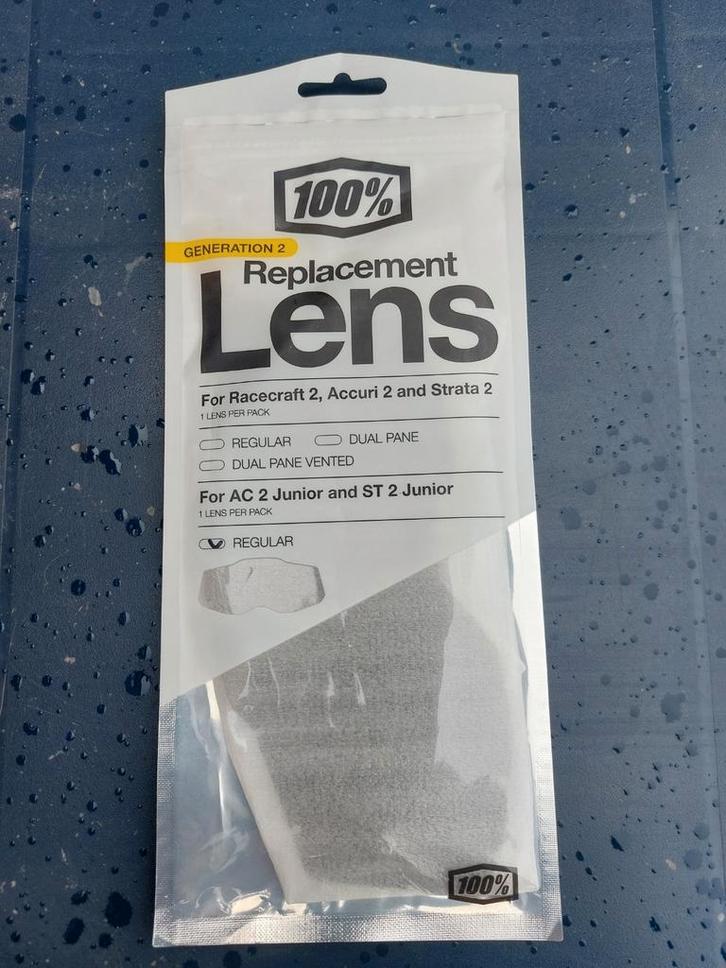 100%
GENERATION 2
Replacement
Lens
For Racecraft 2, Accuri 2 and Strata 2
1 LENS PER PACK
REGULAR DUAL PANE
DUAL PANE VENTED
For AC 2 Junior and ST 2 Junior
1 LENS PER PACK
REGULAR
100%